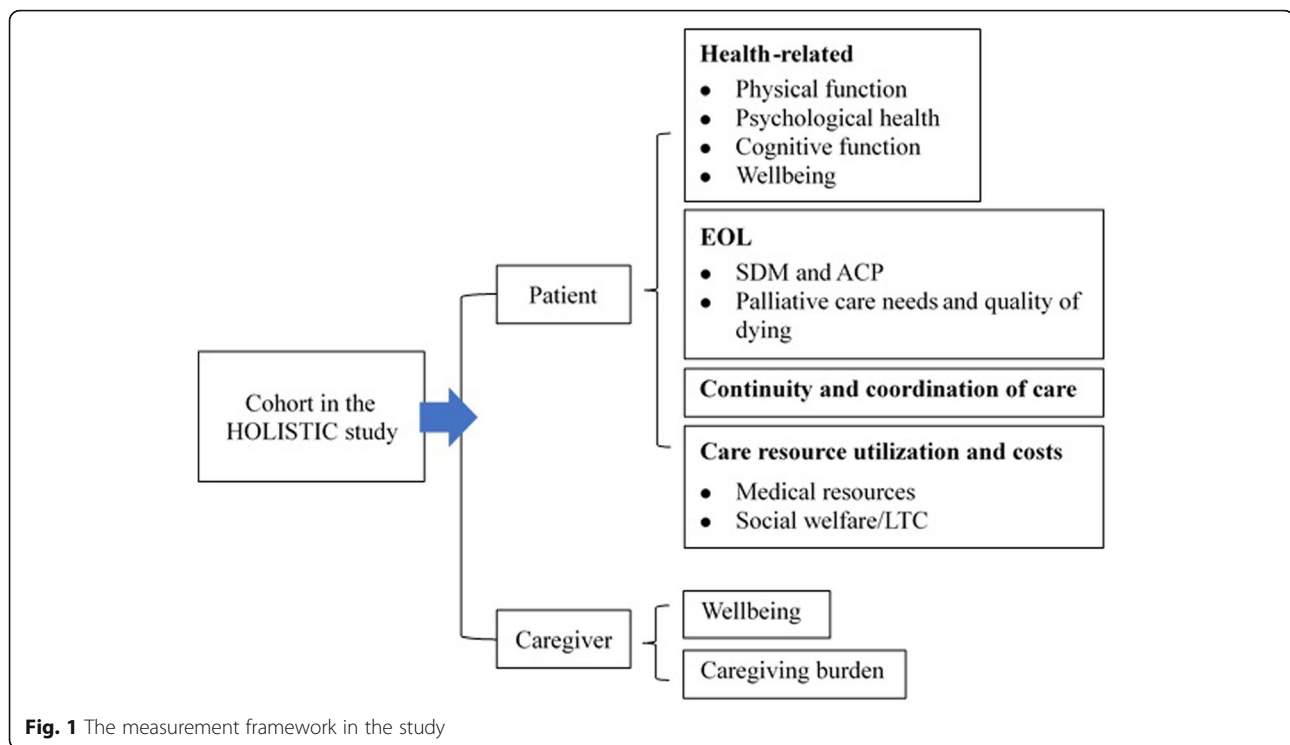 Health-related
• Physical function
• Psychological health
• Cognitive function
• Wellbeing
EOL
• SDM and ACP
• Palliative care needs and quality of
dying
Patient
Continuity and coordination of care
Cohort in the
HOLISTIC study
Care resource utilization and costs
• Medical resources
• Social welfare/LTC
Caregiver
Wellbeing
Caregiving burden
Fig. 1 The measurement framework in the study